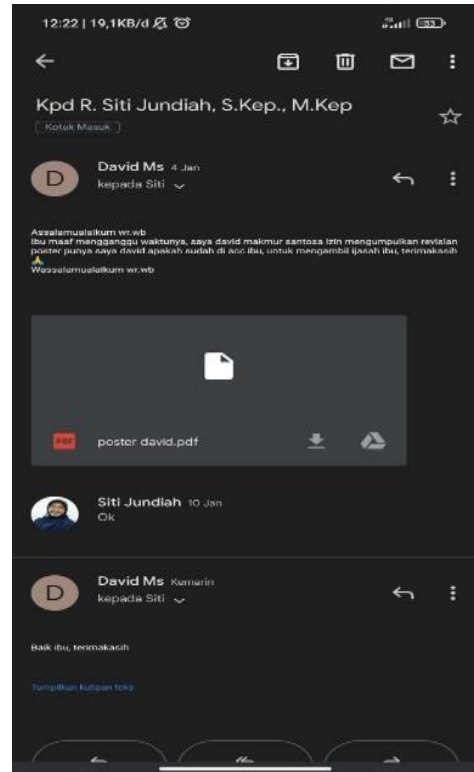 12:22 | 19,1KB/d
4G 33
Kpd R. Siti Jundiah, S.Kep., M.Kep
Kotak Masuk
D
David Ms 4 Jan
kepada Siti
Assalamualaikum wr.wb
Ibu maaf mengganggu waktunya, saya david makmur santosa izin mengumpulkan revisian
poster punya saya david apakah sudah di acc ibu, untuk mengambil ijasah ibu, terimakasih
Wassalamualaikum wr.wb
PDF poster david.pdf
Siti Jundiah 10 Jan
Ok
D
David Ms Kemarin
kepada Siti
Baik ibu, terimakasih
Tampilkan kutipan teks